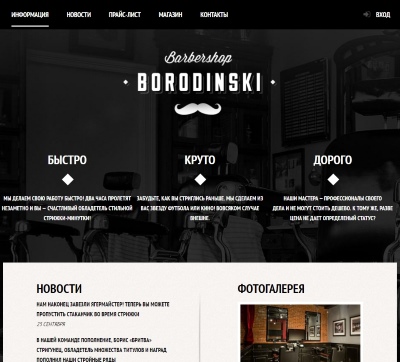 ИНФОРМАЦИЯ НОВОСТИ ПРАЙС-ЛИСТ МАГАЗИН КОНТАКТЫ ВХОД
Barbershop
BORODINSKI
БЫСТРО КРУТО ДОРОГО
МЫ ДЕЛАЕМ СВОЮ РАБОТУ БЫСТРО! ДВА ЧАСА ПРОЛЕТЯТ
НЕЗАМЕТНО И ВЫ — СЧАСТЛИВЫЙ ОБЛАДАТЕЛЬ СТИЛЬНОЙ
СТРИЖКИ-МИНУТКИ!
ЗАБУДЬТЕ, КАК ВЫ СТРИГЛИСЬ РАНЬШЕ. МЫ СДЕЛАЕМ ИЗ
ВАС ЗВЕЗДУ ФУТБОЛА ИЛИ КИНО! ВО ВСЯКОМ СЛУЧАЕ
ВНЕШНЕ.
НАШИ МАСТЕРА — ПРОФЕССИОНАЛЫ СВОЕГО
ДЕЛА И НЕ МОГУТ СТОИТЬ ДЕШЕВО. К ТОМУ ЖЕ, РАЗВЕ
ЦЕНА НЕ ДАЕТ ОПРЕДЕЛЕННЫЙ СТАТУС?
НОВОСТИ
НАМ НАКОНЕЦ ЗАВЕЗЛИ ЯГЕРМАЙСТЕР! ТЕПЕРЬ ВЫ МОЖЕТЕ
ПРОПУСТИТЬ СТАКАНЧИК ВО ВРЕМЯ СТРИЖКИ
25 СЕНТЯБРЯ
В НАШЕЙ КОМАНДЕ ПОПОЛНЕНИЕ, БОРИС «БРИТВА»
СТРИГУНЕЦ, ОБЛАДАТЕЛЬ МНОЖЕСТВА ТИТУЛОВ И НАГРАД
ПОПОЛНИЛ НАШИ СТРОЙНЫЕ РЯДЫ
ФОТОГАЛЕРЕЯ